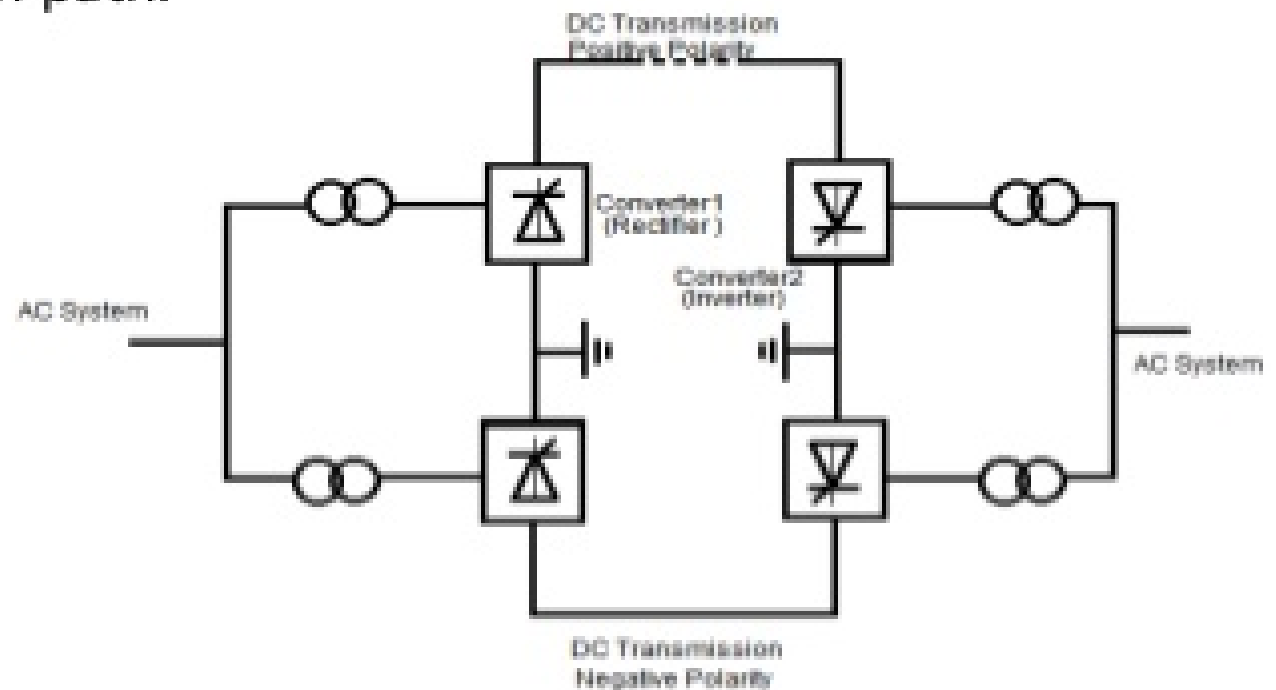 DC Transmission
Positive Polarity
Converter1
(Rectifier)
Converter2
(Inverter)
AC System
AC System
DC Transmission
Negative Polarity